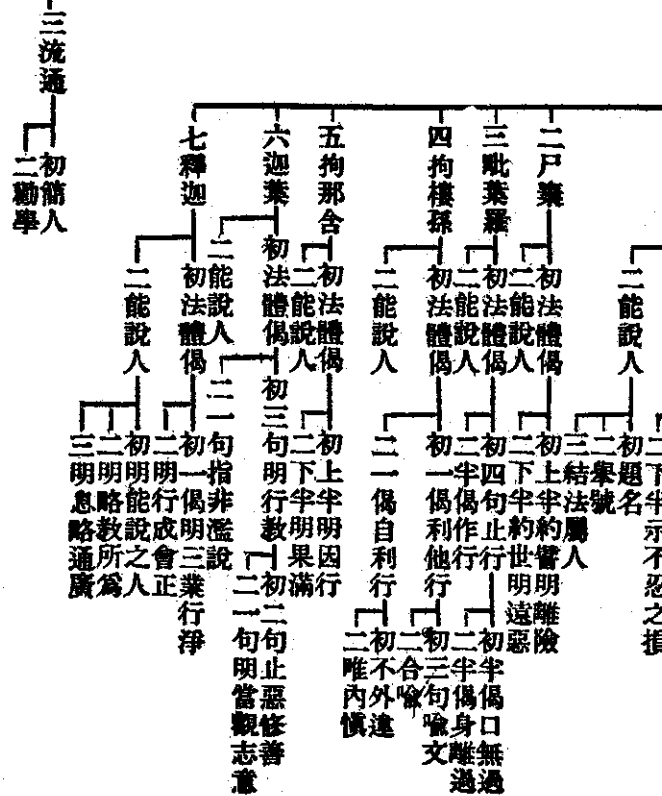 二下半示不忍之損
二能說人
初題名
二舉號
三結法屬人
二尸棄
初法體偈
初上半約譬明離險
二下半約世明遠惡
二能說人
三毗葉羅
初法體偈
初四句止行
初半偈口無過
二半偈身離過
二半偈作行
二能說人
四拘樓孫
初法體偈
初一偈利他行
初三句喻文
二合喻
二一偈自利行
初不外違
二唯內慎
二能說人
五拘那含
初法體偈
初上半明因行
二下半明果滿
二能說人
六迦葉
初法體偈
初三句明行教
初二句止惡修善
二一句明當觀志意
二一句指非濫說
二能說人
七釋迦
初法體偈
初一偈明三業行淨
二明行成會正
二能說人
初明能說之人
二明略教所為
三明息略通廣
三流通
初簡人
二勸學